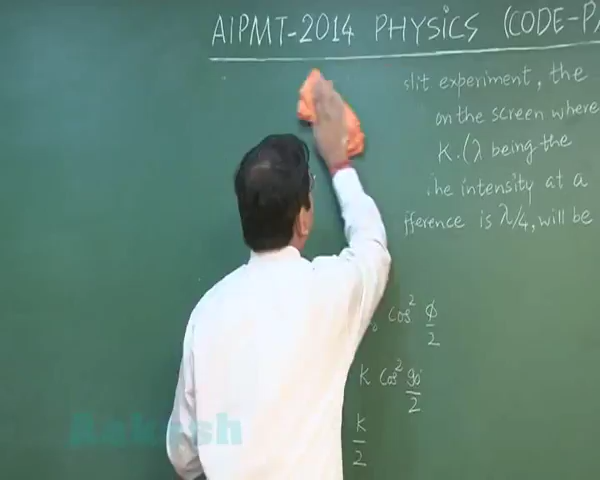 AIPMT-2014 PHYSICS (CODE-P
slit experiment, the
on the screen where
K. (λ being the
the intensity at a
fference is λ/4, will be
cos² φ/2
K cos² 90°/2
K/2
Aakash